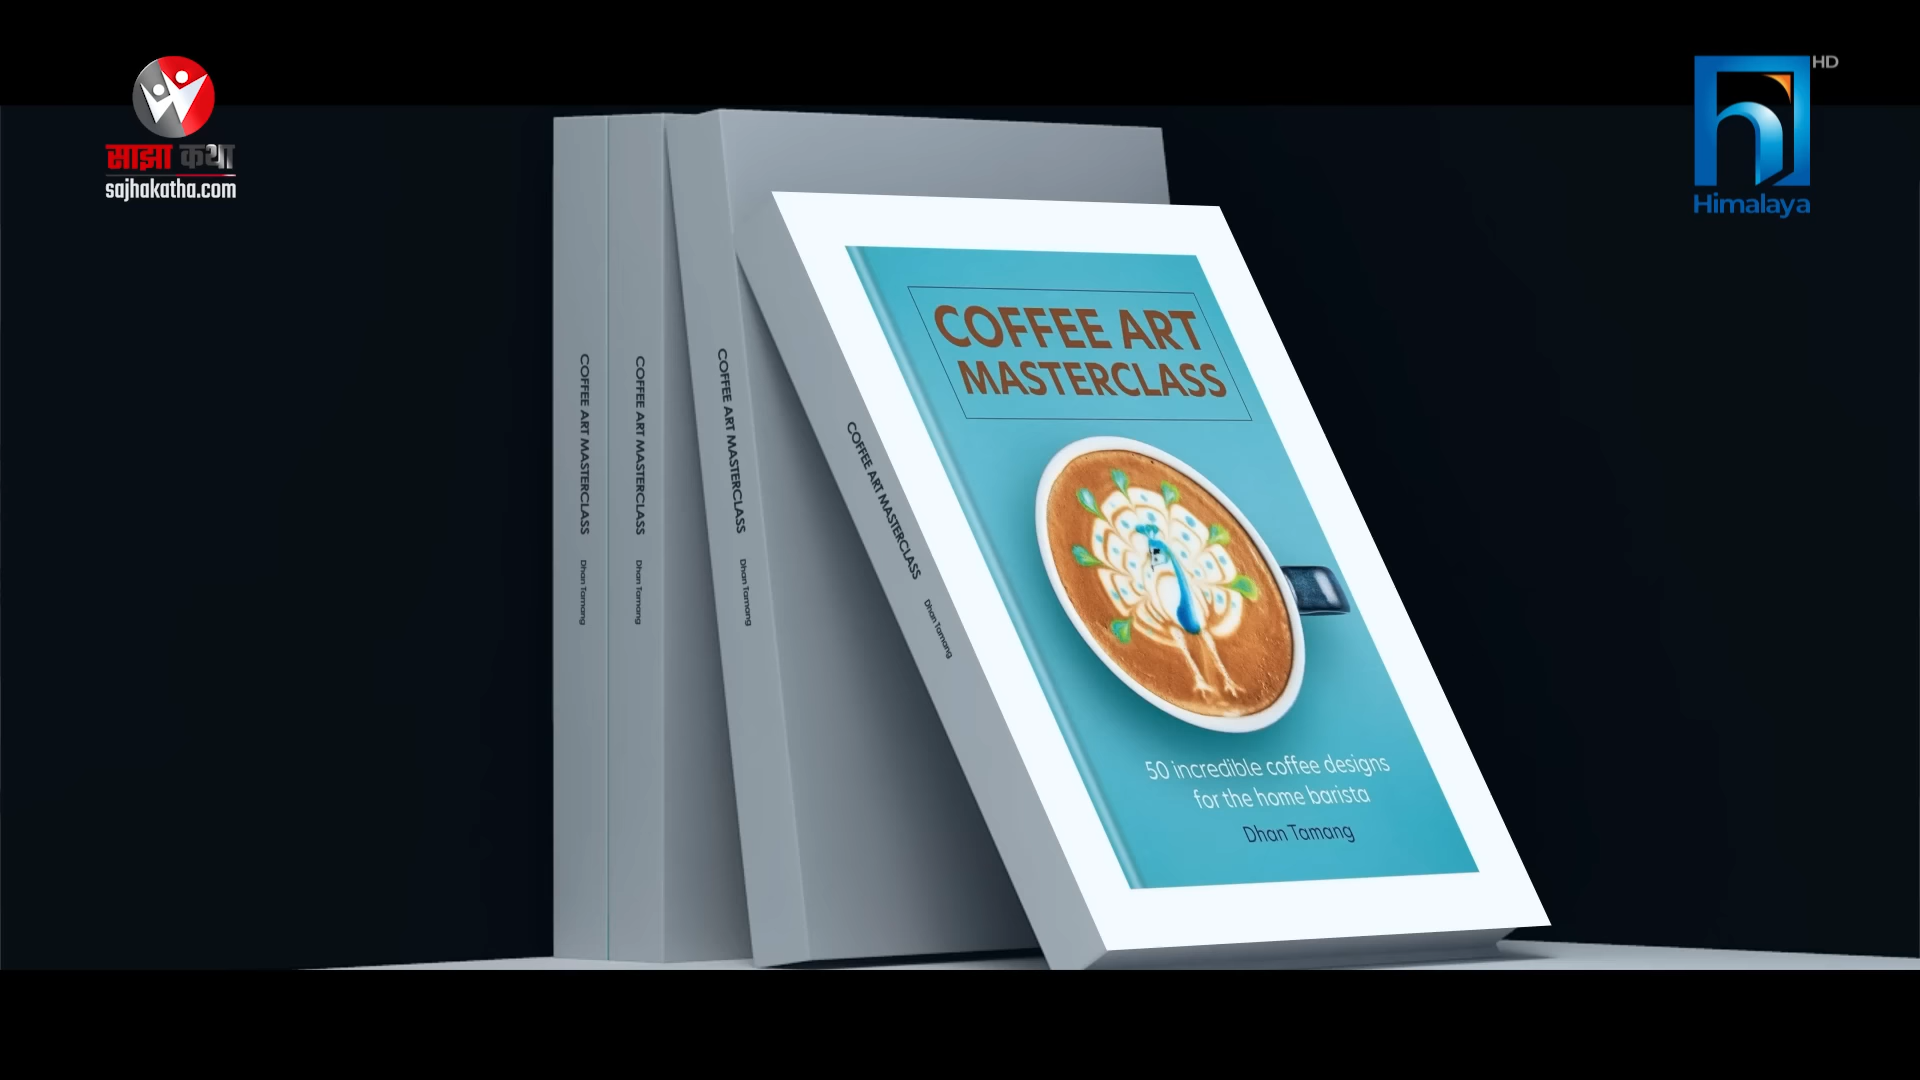 साझा कथा
sajhakatha.com
HD
Himalaya
COFFEE ART MASTERCLASS Dhan Tamang
COFFEE ART MASTERCLASS Dhan Tamang
COFFEE ART MASTERCLASS Dhan Tamang
COFFEE ART MASTERCLASS Dhan Tamang
COFFEE ART
MASTERCLASS
50 incredible coffee designs
for the home barista
Dhan Tamang